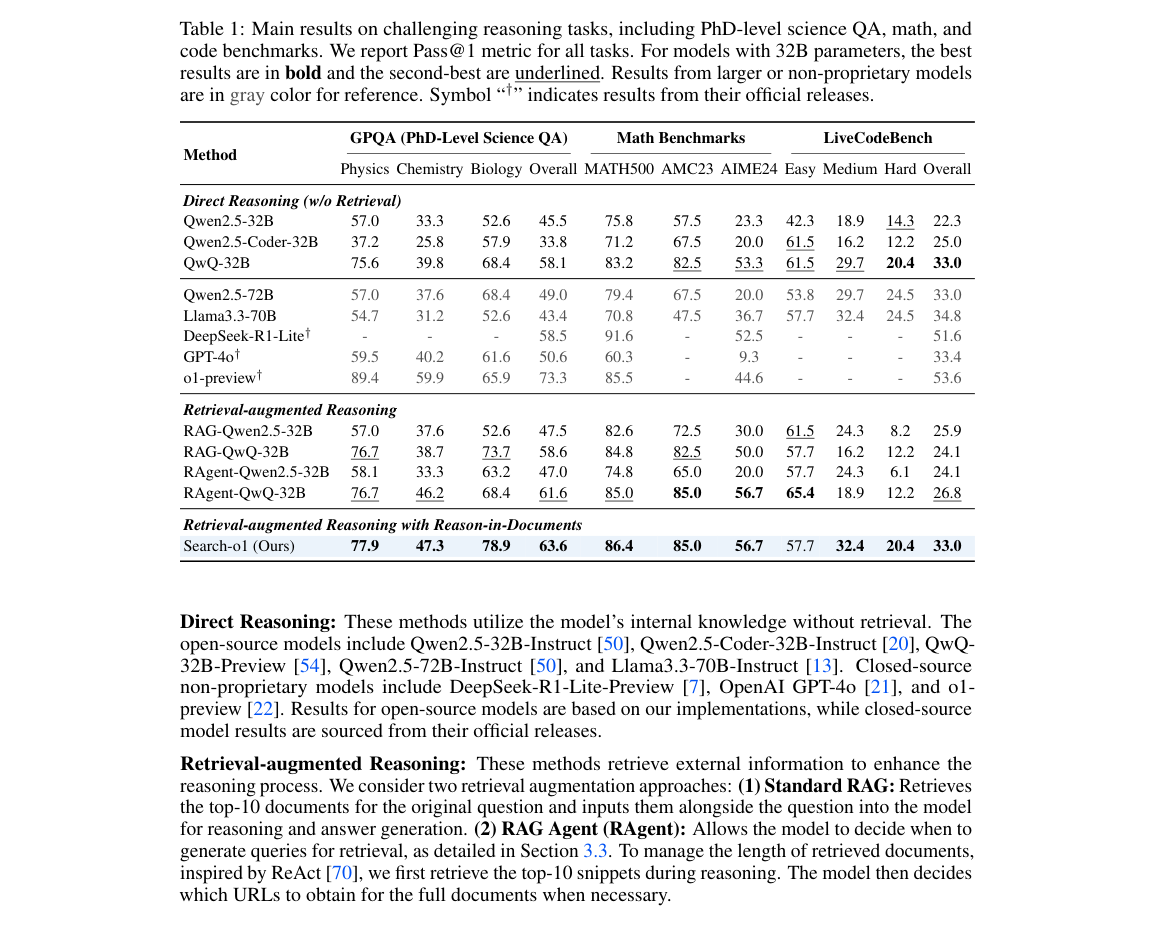 Table 1: Main results on challenging reasoning tasks, including PhD-level science QA, math, and
code benchmarks. We report Pass@1 metric for all tasks. For models with 32B parameters, the best
results are in bold and the second-best are underlined. Results from larger or non-proprietary models
are in gray color for reference. Symbol “†” indicates results from their official releases.
Method GPQA (PhD-Level Science QA) Math Benchmarks LiveCodeBench
Physics Chemistry Biology Overall MATH500 AMC23 AIME24 Easy Medium Hard Overall
Direct Reasoning (w/o Retrieval)
Qwen2.5-32B 57.0 33.3 52.6 45.5 75.8 57.5 23.3 42.3 18.9 14.3 22.3
Qwen2.5-Coder-32B 37.2 25.8 57.9 33.8 71.2 67.5 20.0 61.5 16.2 12.2 25.0
QwQ-32B 75.6 39.8 68.4 58.1 83.2 82.5 53.3 61.5 29.7 20.4 33.0
Qwen2.5-72B 57.0 37.6 68.4 49.0 79.4 67.5 20.0 53.8 29.7 24.5 33.0
Llama3.3-70B 54.7 31.2 52.6 43.4 70.8 47.5 36.7 57.7 32.4 24.5 34.8
DeepSeek-R1-Lite† - - - 58.5 91.6 - 52.5 - - - 51.6
GPT-4o† 59.5 40.2 61.6 50.6 60.3 - 9.3 - - - 33.4
o1-preview† 89.4 59.9 65.9 73.3 85.5 - 44.6 - - - 53.6
Retrieval-augmented Reasoning
RAG-Qwen2.5-32B 57.0 37.6 52.6 47.5 82.6 72.5 30.0 61.5 24.3 8.2 25.9
RAG-QwQ-32B 76.7 38.7 73.7 58.6 84.8 82.5 50.0 57.7 16.2 12.2 24.1
RAgent-Qwen2.5-32B 58.1 33.3 63.2 47.0 74.8 65.0 20.0 57.7 24.3 6.1 24.1
RAgent-QwQ-32B 76.7 46.2 68.4 61.6 85.0 85.0 56.7 65.4 18.9 12.2 26.8
Retrieval-augmented Reasoning with Reason-in-Documents
Search-o1 (Ours) 77.9 47.3 78.9 63.6 86.4 85.0 56.7 57.7 32.4 20.4 33.0
Direct Reasoning: These methods utilize the model’s internal knowledge without retrieval. The
open-source models include Qwen2.5-32B-Instruct [50], Qwen2.5-Coder-32B-Instruct [20], QwQ-
32B-Preview [54], Qwen2.5-72B-Instruct [50], and Llama3.3-70B-Instruct [13]. Closed-source
non-proprietary models include DeepSeek-R1-Lite-Preview [7], OpenAI GPT-4o [21], and o1-
preview [22]. Results for open-source models are based on our implementations, while closed-source
model results are sourced from their official releases.
Retrieval-augmented Reasoning: These methods retrieve external information to enhance the
reasoning process. We consider two retrieval augmentation approaches: (1) Standard RAG: Retrieves
the top-10 documents for the original question and inputs them alongside the question into the model
for reasoning and answer generation. (2) RAG Agent (RAgent): Allows the model to decide when to
generate queries for retrieval, as detailed in Section 3.3. To manage the length of retrieved documents,
inspired by ReAct [70], we first retrieve the top-10 snippets during reasoning. The model then decides
which URLs to obtain for the full documents when necessary.